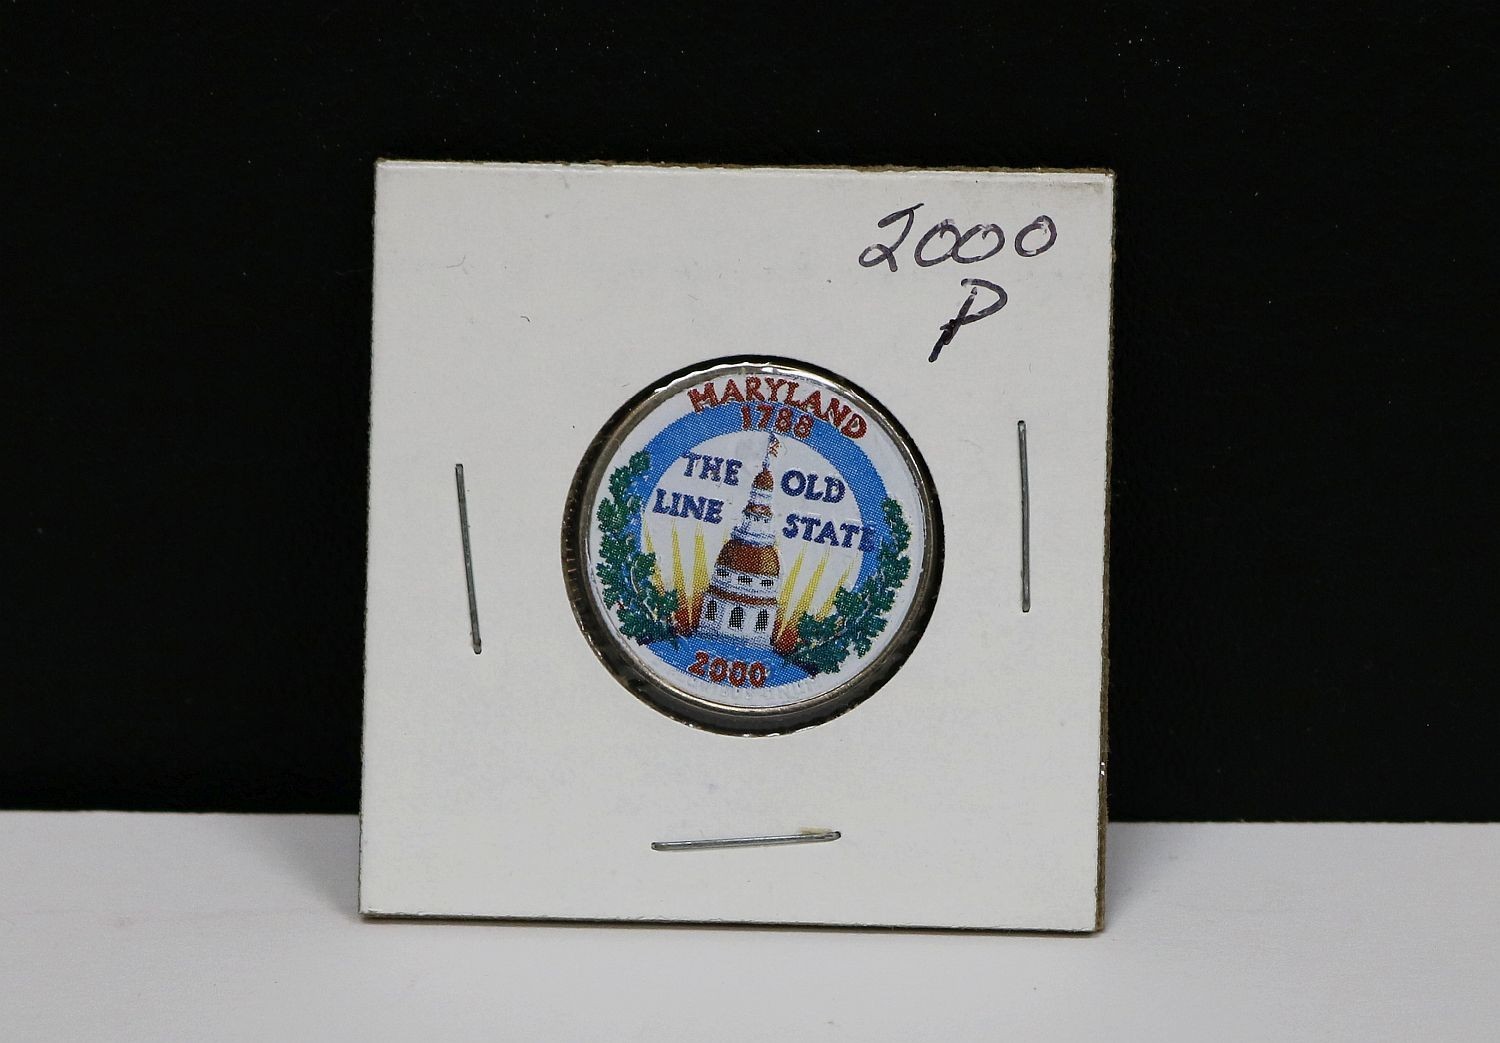 2000
P
MARYLAND
1788
THE OLD
LINE STATE
2000